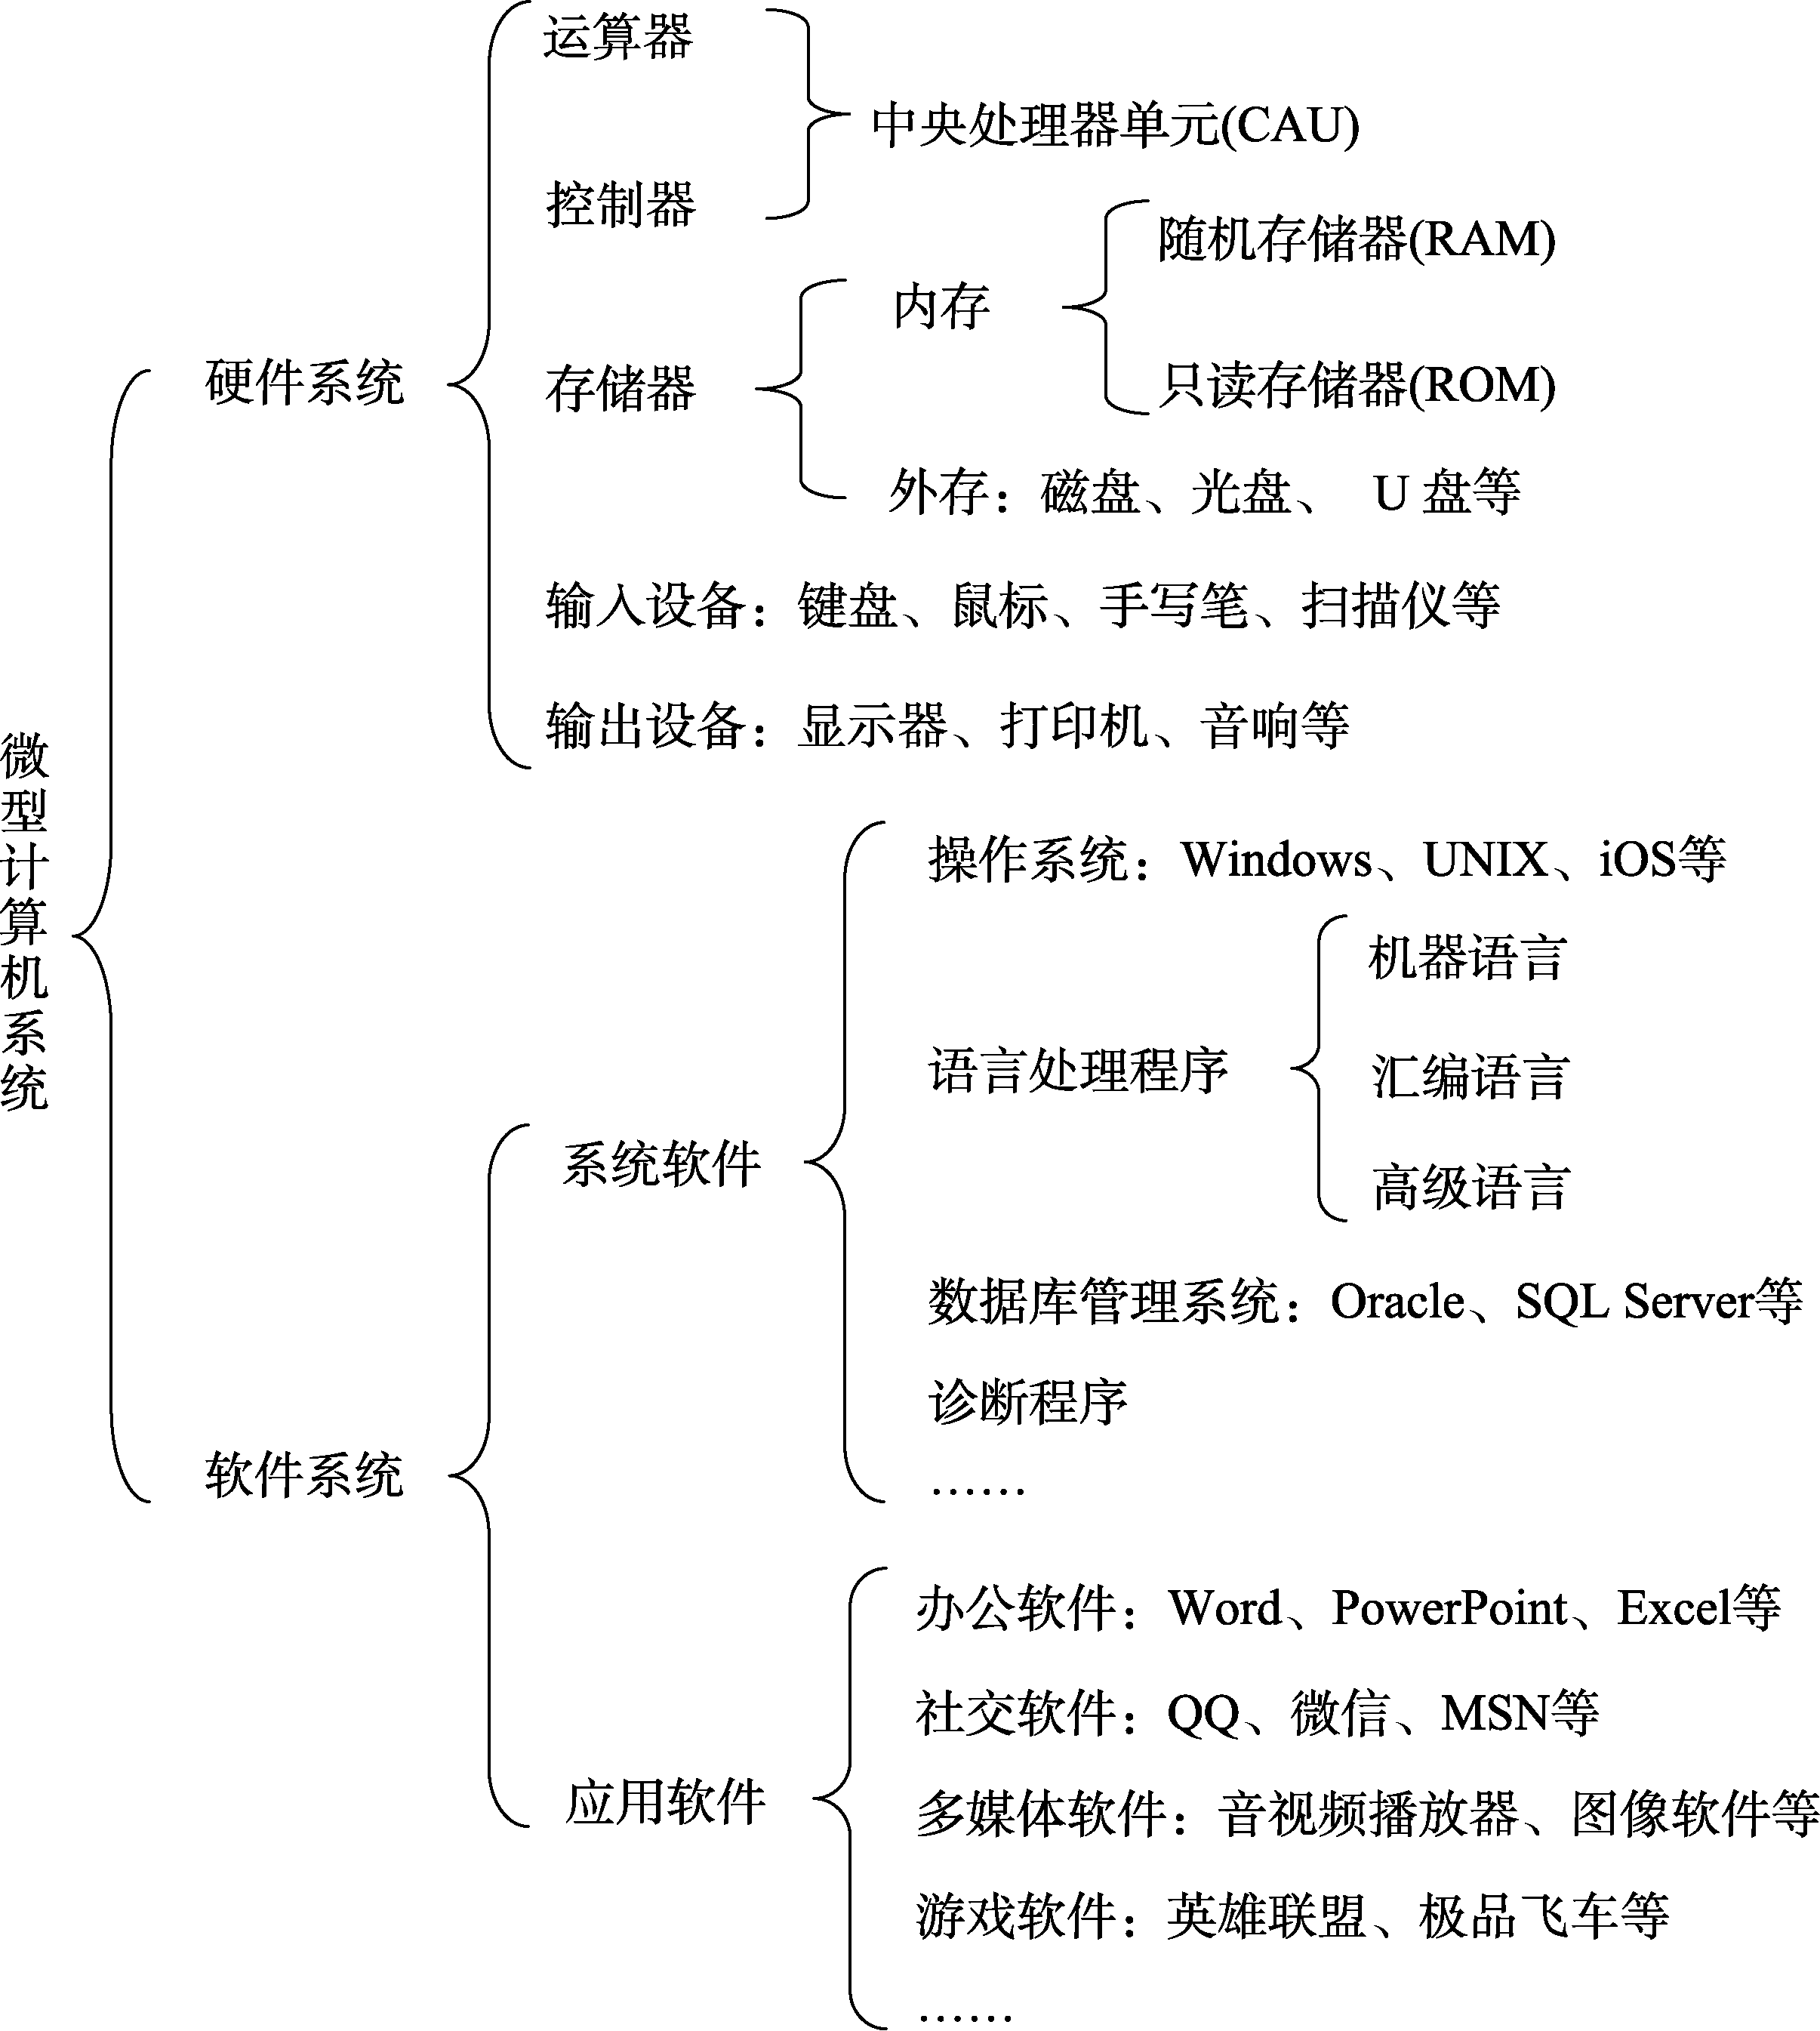 微型计算机系统
硬件系统
运算器
控制器
中央处理器单元(CAU)
存储器
内存
随机存储器(RAM)
只读存储器(ROM)
外存：磁盘、光盘、 U 盘等
输入设备：键盘、鼠标、手写笔、扫描仪等
输出设备：显示器、打印机、音响等
软件系统
系统软件
操作系统：Windows、UNIX、iOS等
语言处理程序
机器语言
汇编语言
高级语言
数据库管理系统：Oracle、SQL Server等
诊断程序
……
应用软件
办公软件：Word、PowerPoint、Excel等
社交软件：QQ、微信、MSN等
多媒体软件：音视频播放器、图像软件等
游戏软件：英雄联盟、极品飞车等
……